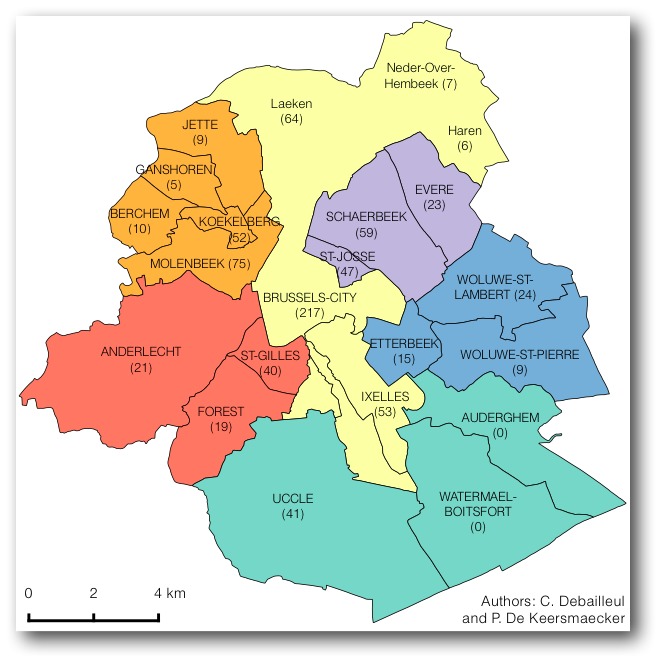 Neder-Over-
Hembeek (7)
Laeken
(64)
Haren
(6)
JETTE
(9)
GANSHOREN
(5)
EVERE
(23)
BERCHEM
(10)
KOEKELBERG
(52)
SCHAERBEEK
(59)
MOLENBEEK (75)
ST-JOSSE
(47)
WOLUWE-ST-
LAMBERT (24)
BRUSSELS-CITY
(217)
ANDERLECHT
(21)
ST-GILLES
(40)
ETTERBEEK
(15)
WOLUWE-ST-PIERRE
(9)
IXELLES
(53)
FOREST
(19)
AUDERGHEM
(0)
UCCLE
(41)
WATERMAEL-
BOITSFORT
(0)
0 2 4 km
Authors: C. Debailleul
and P. De Keersmaecker